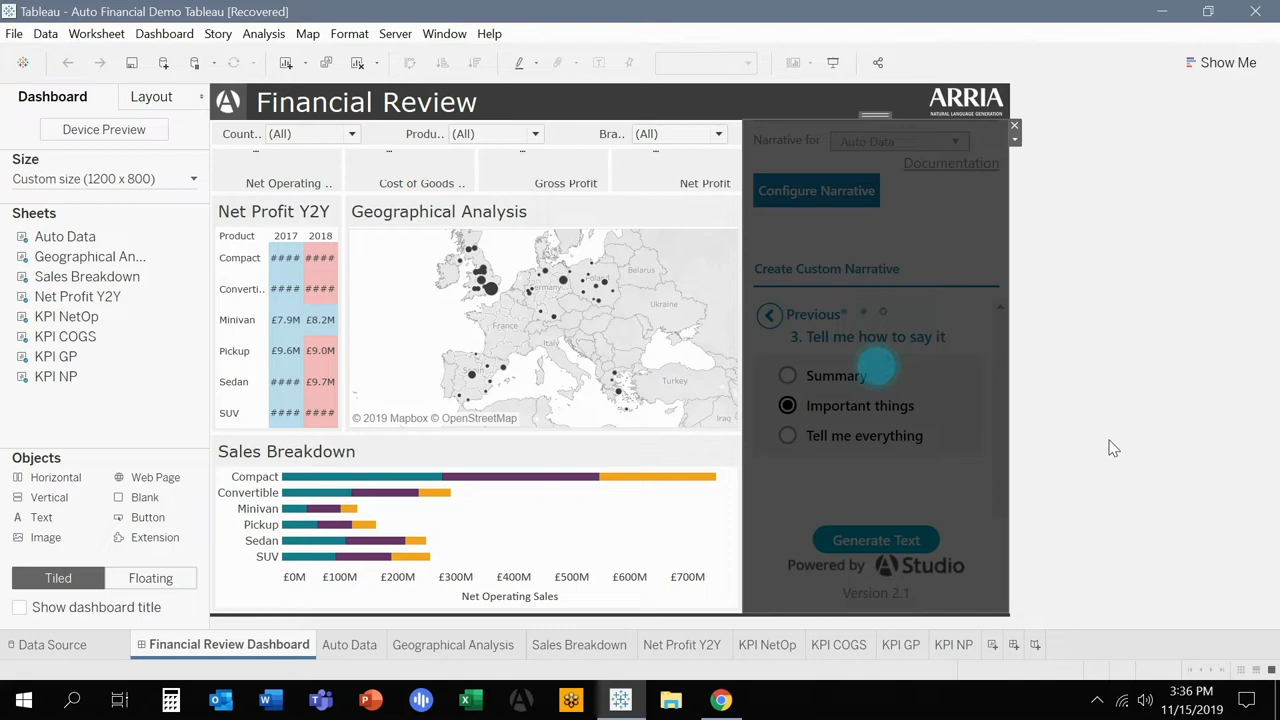 Tableau - Auto Financial Demo Tableau [Recovered]
File Data Worksheet Dashboard Story Analysis Map Format Server Window Help
Show Me
Dashboard Layout
Device Preview
Size
Custom size (1200 x 800)
Sheets
Auto Data
Geographical An...
Sales Breakdown
Net Profit Y2Y
KPI NetOp
KPI COGS
KPI GP
KPI NP
Objects
Horizontal Web Page
Vertical Blank
Text Button
Image Extension
Tiled Floating
Show dashboard title
Financial Review
ARRIA
NATURAL LANGUAGE GENERATION
Count.. (All) Produ.. (All) Bra.. (All)
... ... ... ...
Net Operating .. Cost of Goods .. Gross Profit Net Profit
Net Profit Y2Y
Product 2017 2018
Compact #### ####
Converti.. #### ####
Minivan £7.9M £8.2M
Pickup £9.6M £9.0M
Sedan #### £9.7M
SUV #### ####
Geographical Analysis
Belarus
Poland
Germany
Ukraine
France
Italy
Spain
Turkey
Iraq
© 2019 Mapbox © OpenStreetMap
Sales Breakdown
Compact
Convertible
Minivan
Pickup
Sedan
SUV
£0M £100M £200M £300M £400M £500M £600M £700M
Net Operating Sales
Narrative for Auto Data
Documentation
Configure Narrative
Create Custom Narrative
Previous*
3. Tell me how to say it
Summary
Important things
Tell me everything
Generate Text
Powered by Studio
Version 2.1
Data Source Financial Review Dashboard Auto Data Geographical Analysis Sales Breakdown Net Profit Y2Y KPI NetOp KPI COGS KPI GP KPI NP
3:36 PM
11/15/2019